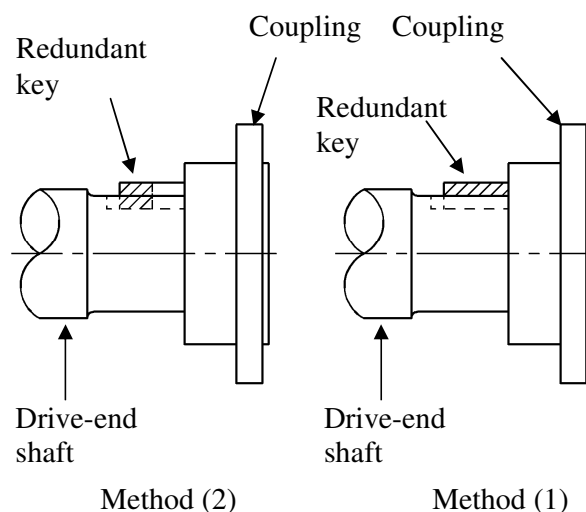 Coupling
Coupling
Redundant
key
Redundant
key
Drive-end
shaft
Drive-end
shaft
Method (2)
Method (1)